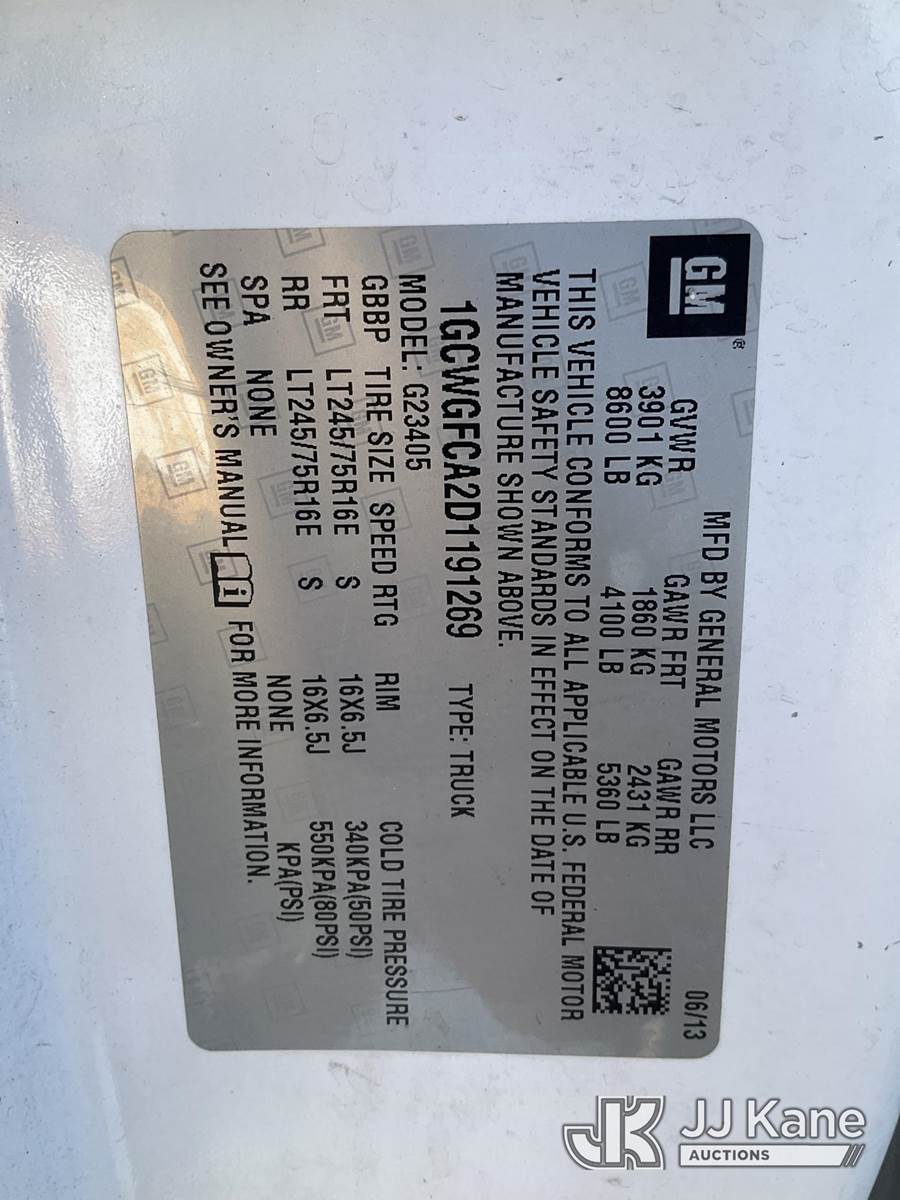 GM®
MFD BY GENERAL MOTORS LLC 06/13
GVWR GAWR FRT GAWR RR
3901 KG 1860 KG 2431 KG
8600 LB 4100 LB 5360 LB
THIS VEHICLE CONFORMS TO ALL APPLICABLE U.S. FEDERAL MOTOR
VEHICLE SAFETY STANDARDS IN EFFECT ON THE DATE OF
MANUFACTURE SHOWN ABOVE.
1GCWGFCA2D1191269 TYPE: TRUCK
MODEL: G23405
GBBP TIRE SIZE SPEED RTG RIM COLD TIRE PRESSURE
FRT LT245/75R16E S 16X6.5J 340KPA(50PSI)
RR LT245/75R16E S 16X6.5J 550KPA(80PSI)
SPA NONE NONE KPA(PSI)
SEE OWNER'S MANUAL i FOR MORE INFORMATION.
JK JJ Kane
AUCTIONS